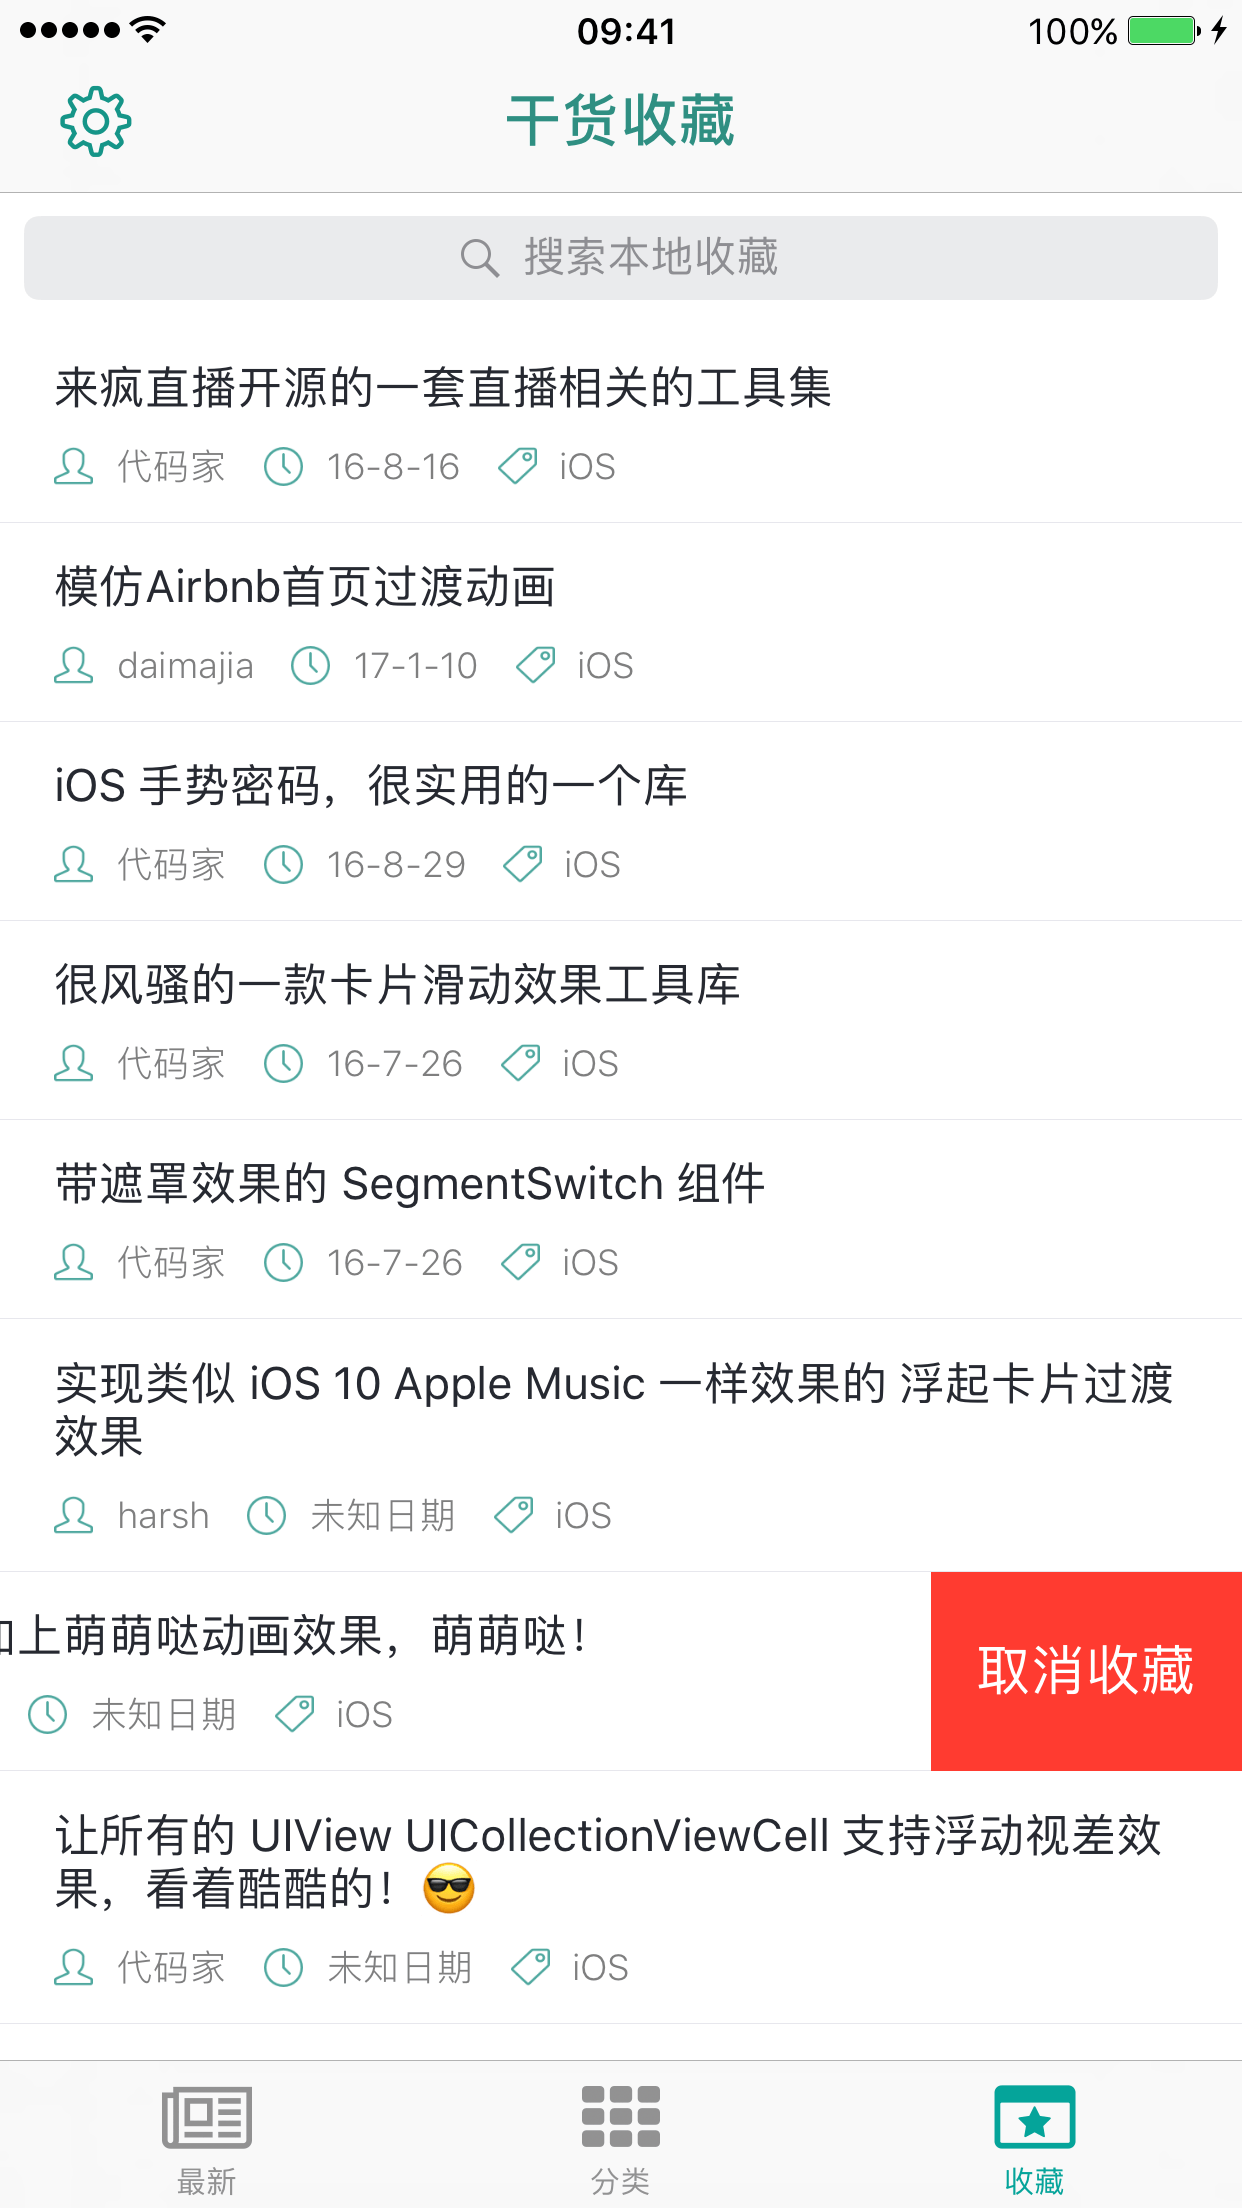 09:41
100%
干货收藏
搜索本地收藏
来疯直播开源的一套直播相关的工具集
代码家 16-8-16 iOS
模仿Airbnb首页过渡动画
daimajia 17-1-10 iOS
iOS 手势密码，很实用的一个库
代码家 16-8-29 iOS
很风骚的一款卡片滑动效果工具库
代码家 16-7-26 iOS
带遮罩效果的 SegmentSwitch 组件
代码家 16-7-26 iOS
实现类似 iOS 10 Apple Music 一样效果的 浮起卡片过渡
效果
harsh 未知日期 iOS
上萌萌哒动画效果，萌萌哒！
未知日期 iOS
取消收藏
让所有的 UIView UICollectionViewCell 支持浮动视差效
果，看着酷酷的！😎
代码家 未知日期 iOS
最新
分类
收藏